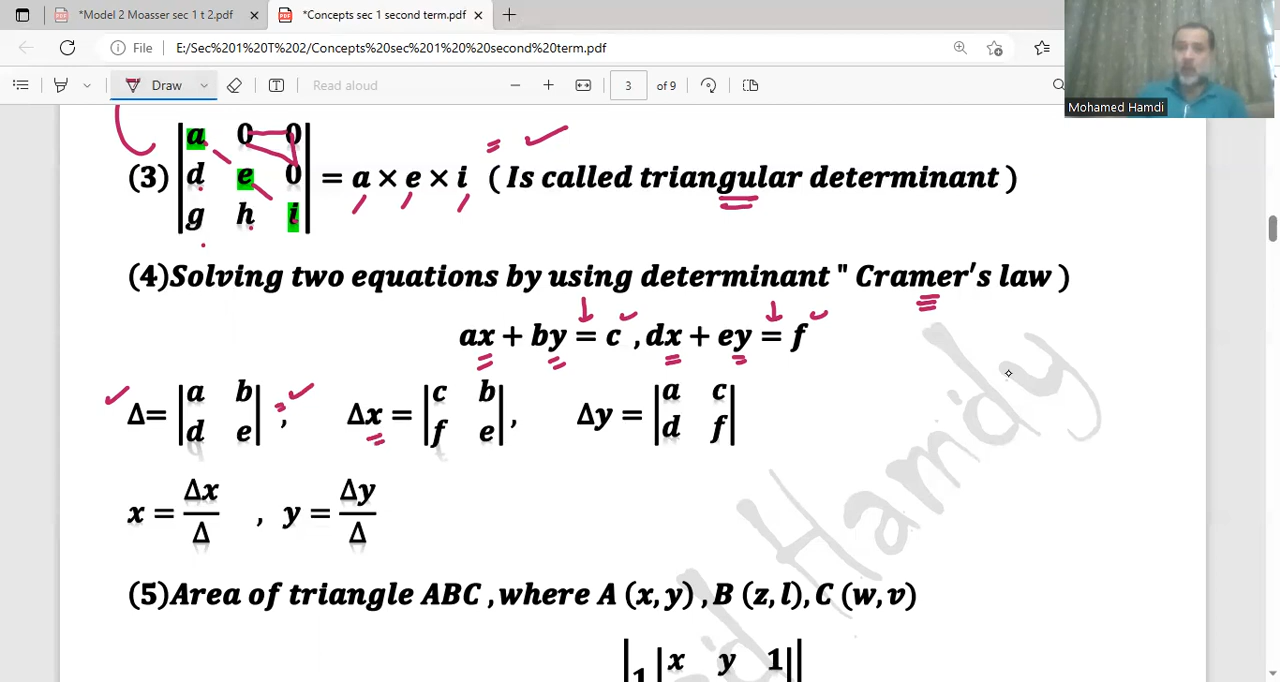 *Model 2 Moasser sec 1 t 2.pdf
*Concepts sec 1 second term.pdf
File E:/Sec%201%20T%202/Concepts%20sec%201%20%20second%20term.pdf
Draw Read aloud 3 of 9
Mohamed Hamdi
(3) |a 0 0
d e 0
g h i| = a × e × i ( Is called triangular determinant )
(4)Solving two equations by using determinant " Cramer's law )
ax + by = c , dx + ey = f
Δ= |a b
d e| , Δx = |c b
f e| , Δy = |a c
d f|
x = Δx/Δ , y = Δy/Δ
(5)Area of triangle ABC ,where A (x, y) , B (z, l), C (w, v)
|1 |x y 1||
Hamdy